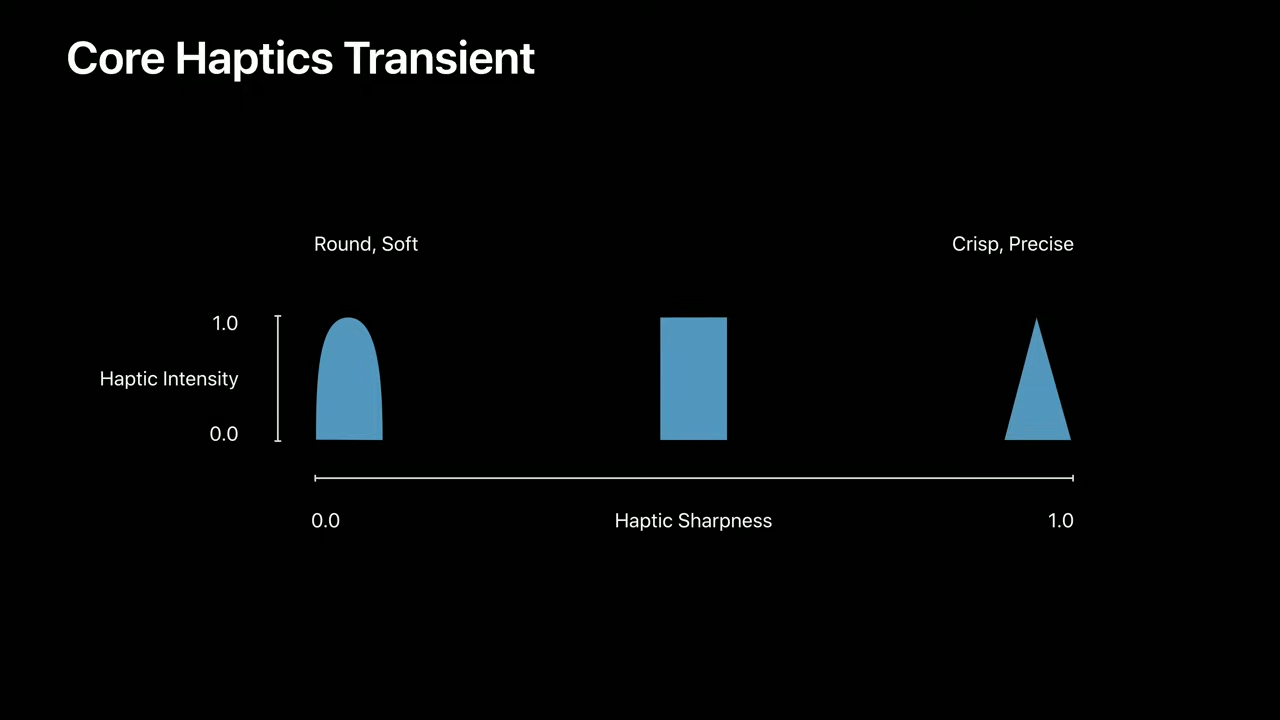 Core Haptics Transient
Round, Soft
Crisp, Precise
1.0
Haptic Intensity
0.0
0.0
Haptic Sharpness
1.0